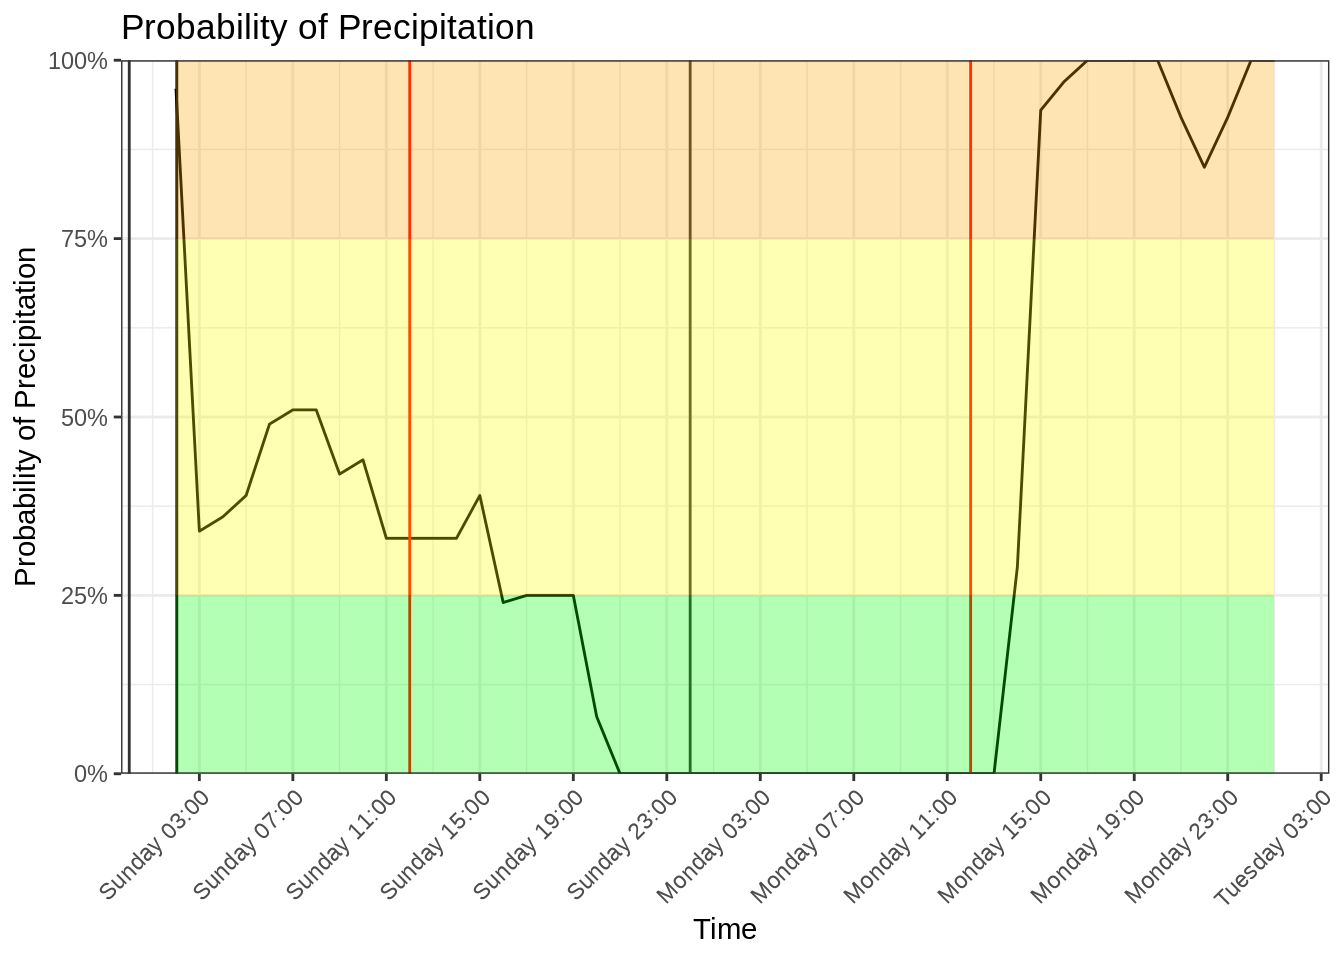 Probability of Precipitation
100%
75%
50%
25%
0%
Probability of Precipitation
Sunday 03:00
Sunday 07:00
Sunday 11:00
Sunday 15:00
Sunday 19:00
Sunday 23:00
Monday 03:00
Monday 07:00
Monday 11:00
Monday 15:00
Monday 19:00
Monday 23:00
Tuesday 03:00
Time